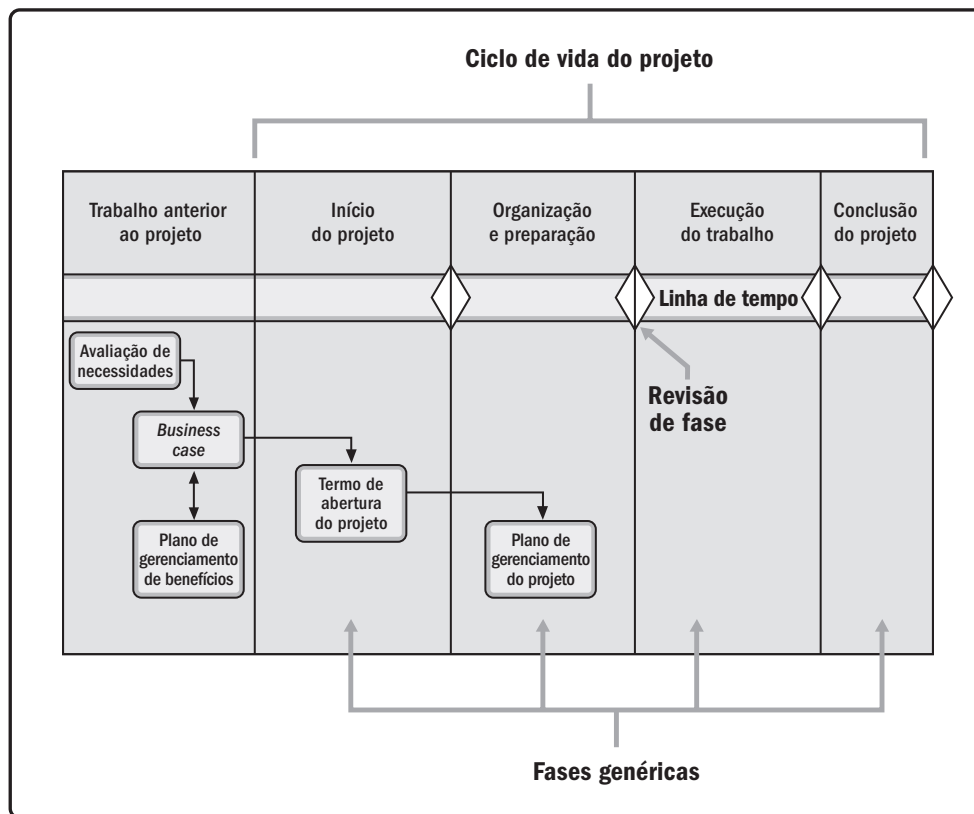 Ciclo de vida do projeto
Trabalho anterior
ao projeto
Início
do projeto
Organização
e preparação
Execução
do trabalho
Conclusão
do projeto
Linha de tempo
Avaliação de
necessidades
Business
case
Plano de
gerenciamento
de benefícios
Termo de
abertura
do projeto
Plano de
gerenciamento
do projeto
Revisão
de fase
Fases genéricas